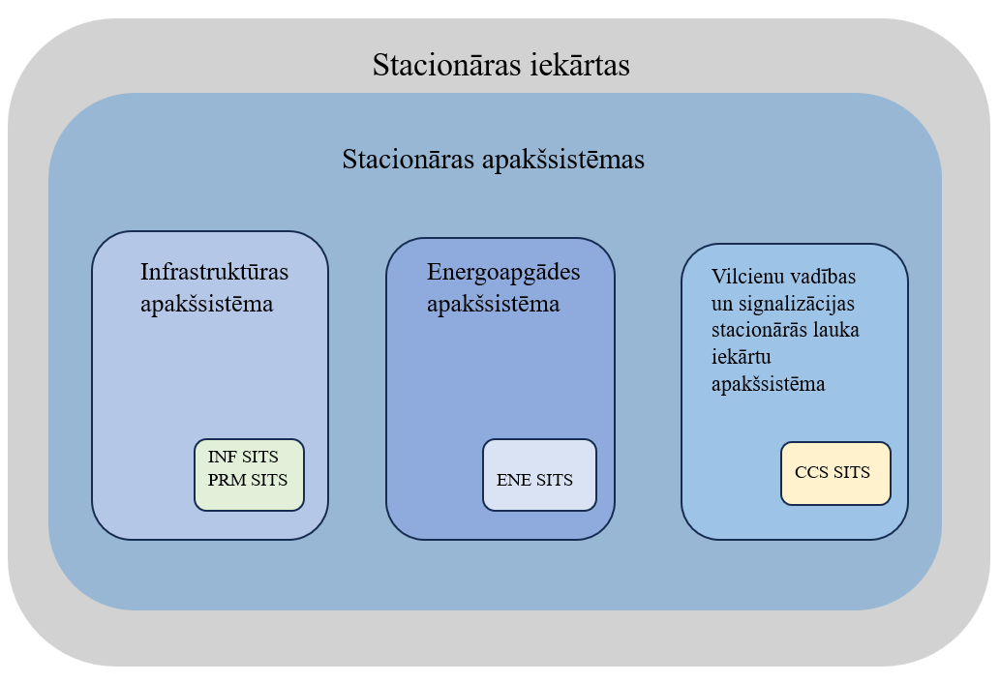 Stacionāras iekārtas
Stacionāras apakšsistēmas
Infrastruktūras
apakšsistēma
INF SITS
PRM SITS
Energoapgādes
apakšsistēma
ENE SITS
Vilcienu vadības
un signalizācijas
stacionārās lauka
iekārtu
apakšsistēma
CCS SITS